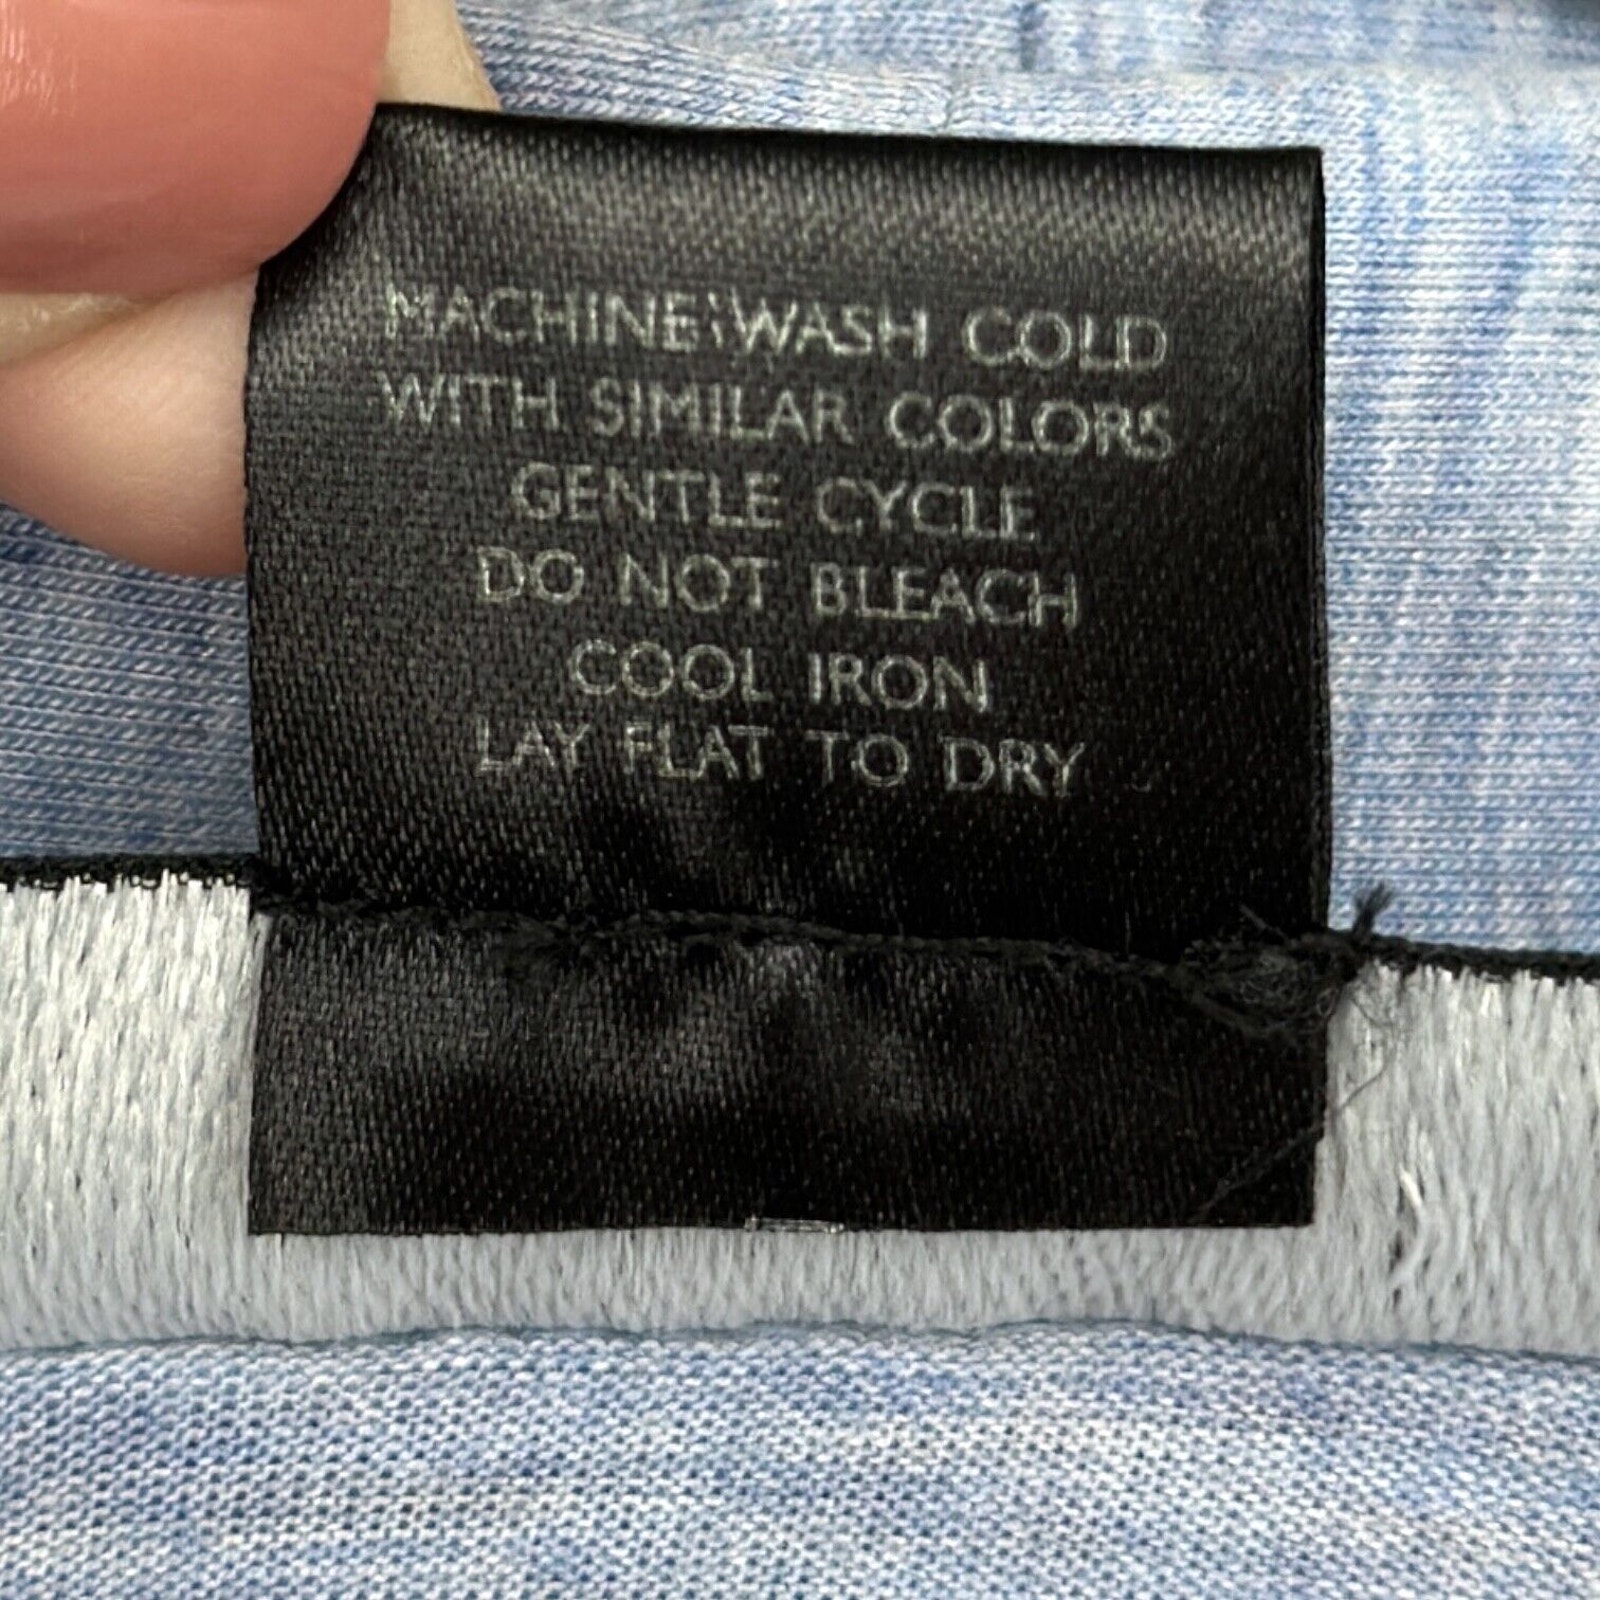 MACHINE WASH COLD
WITH SIMILAR COLORS
GENTLE CYCLE
DO NOT BLEACH
COOL IRON
LAY FLAT TO DRY